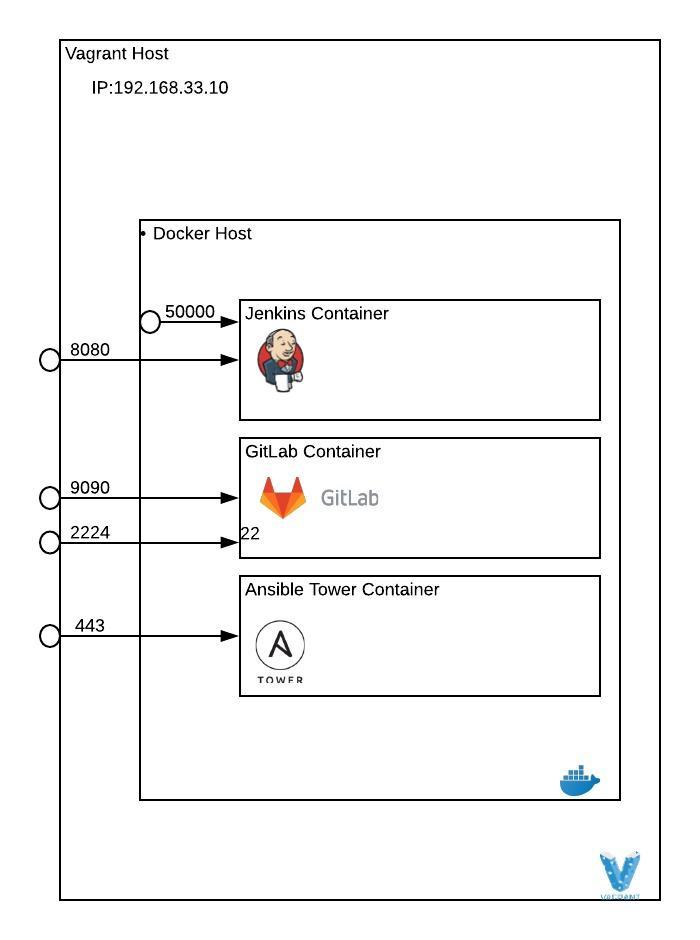 Vagrant Host
IP:192.168.33.10
• Docker Host
50000
Jenkins Container
8080
GitLab Container
9090
GitLab
2224
22
Ansible Tower Container
443
TOWER
VAGRANT